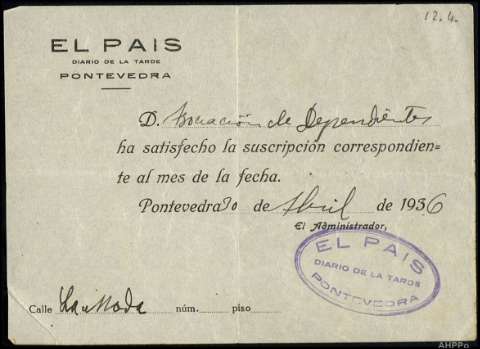 12.4.
EL PAIS
DIARIO DE LA TARDE
PONTEVEDRA
D. Asociación de Dependientes
ha satisfecho la suscripción correspondien-
te al mes de la fecha.
Pontevedra 30 de Abril de 1936
El Administrador,
EL PAIS
DIARIO DE LA TARDE
PONTEVEDRA
Calle La Moda núm. piso
AHPPo